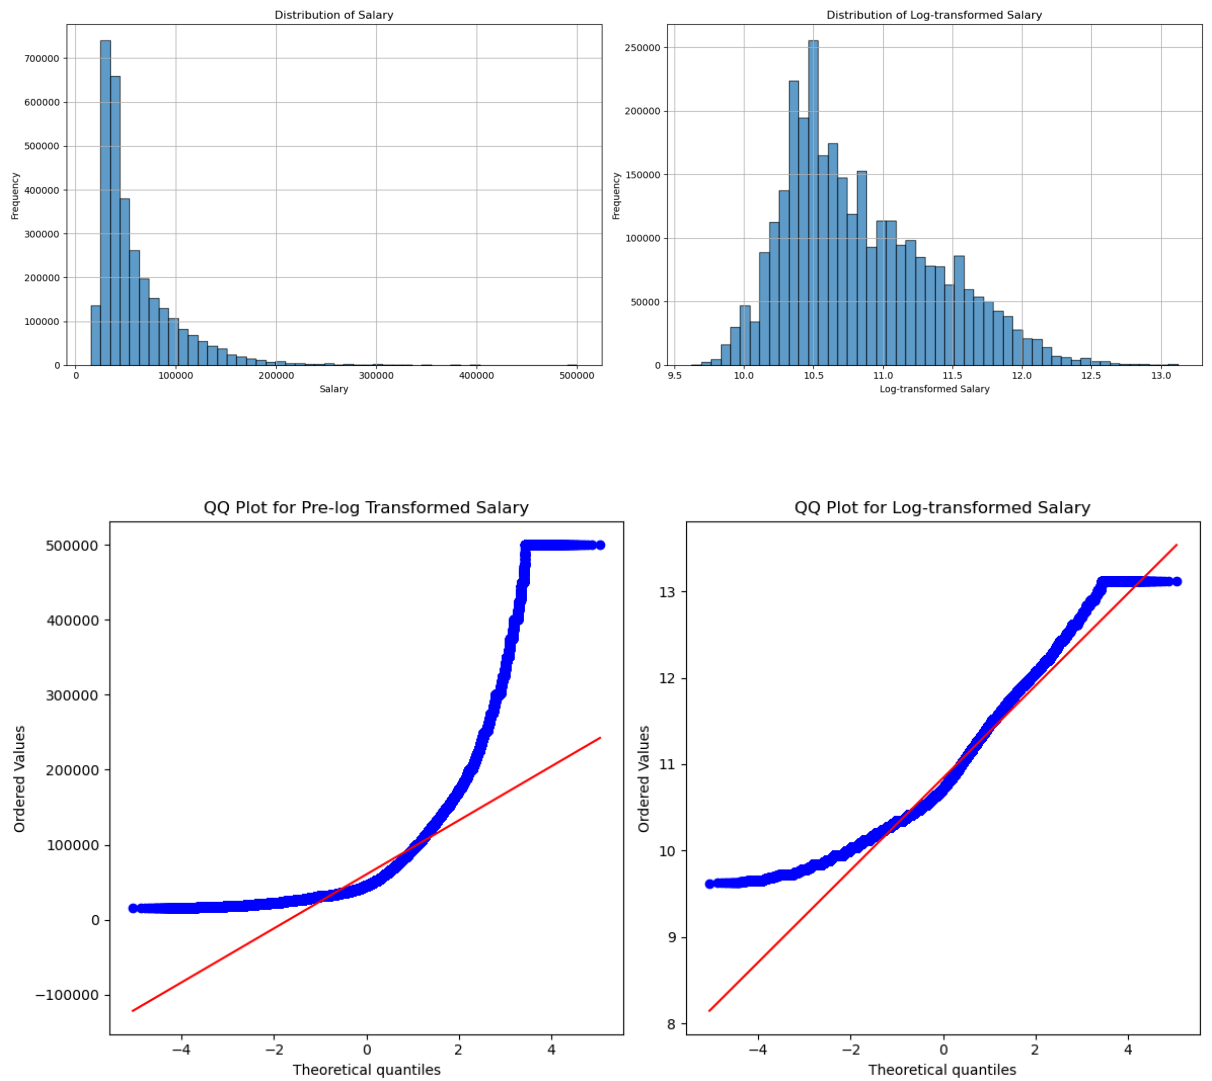 Distribution of Salary
Frequency
700000
600000
500000
400000
300000
200000
100000
0
0 100000 200000 300000 400000 500000
Salary
Distribution of Log-transformed Salary
Frequency
250000
200000
150000
100000
50000
0
9.5 10.0 10.5 11.0 11.5 12.0 12.5 13.0
Log-transformed Salary
QQ Plot for Pre-log Transformed Salary
Ordered Values
500000
400000
300000
200000
100000
0
−100000
−4 −2 0 2 4
Theoretical quantiles
QQ Plot for Log-transformed Salary
Ordered Values
13
12
11
10
9
8
−4 −2 0 2 4
Theoretical quantiles